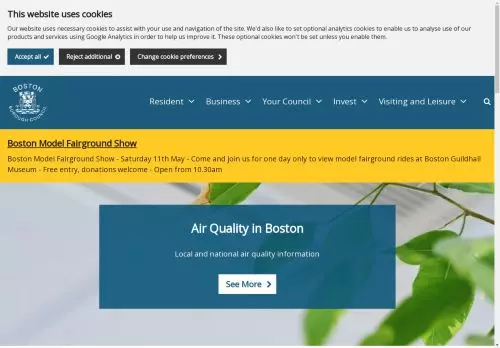 This website uses cookies
Our website uses necessary cookies to assist with your use and navigation of the site. We'd also like to set optional analytics cookies to enable us to analyse use of our
products and services using Google Analytics in order to help us improve it. These optional cookies won't be set unless you enable them.
Accept all Reject additional Change cookie preferences
BOSTON
BOROUGH COUNCIL
Resident Business Your Council Invest Visiting and Leisure
Boston Model Fairground Show
Boston Model Fairground Show - Saturday 11th May - Come and join us for one day only to view model fairground rides at Boston Guildhall
Museum - Free entry, donations welcome - Open from 10.30am
Air Quality in Boston
Local and national air quality information
See More